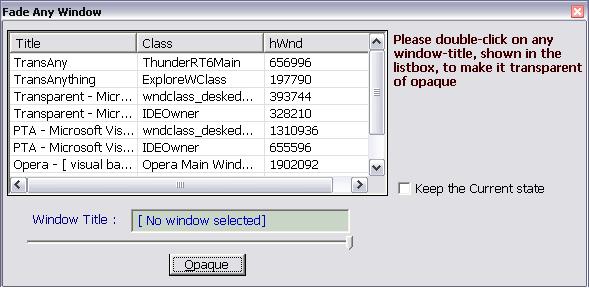 Fade Any Window
Title Class hWnd
TransAny ThunderRT6Main 656996
TransAnything ExploreWClass 197790
Transparent - Micr... wndclass_desked... 393744
Transparent - Micr... IDEOwner 328210
PTA - Microsoft Vis... wndclass_desked... 1310936
PTA - Microsoft Vis... IDEOwner 655596
Opera - [ visual ba... Opera Main Wind... 1902092
Please double-click on any
window-title, shown in the
listbox, to make it transparent
of opaque
Keep the Current state
Window Title : [ No window selected]
Opaque